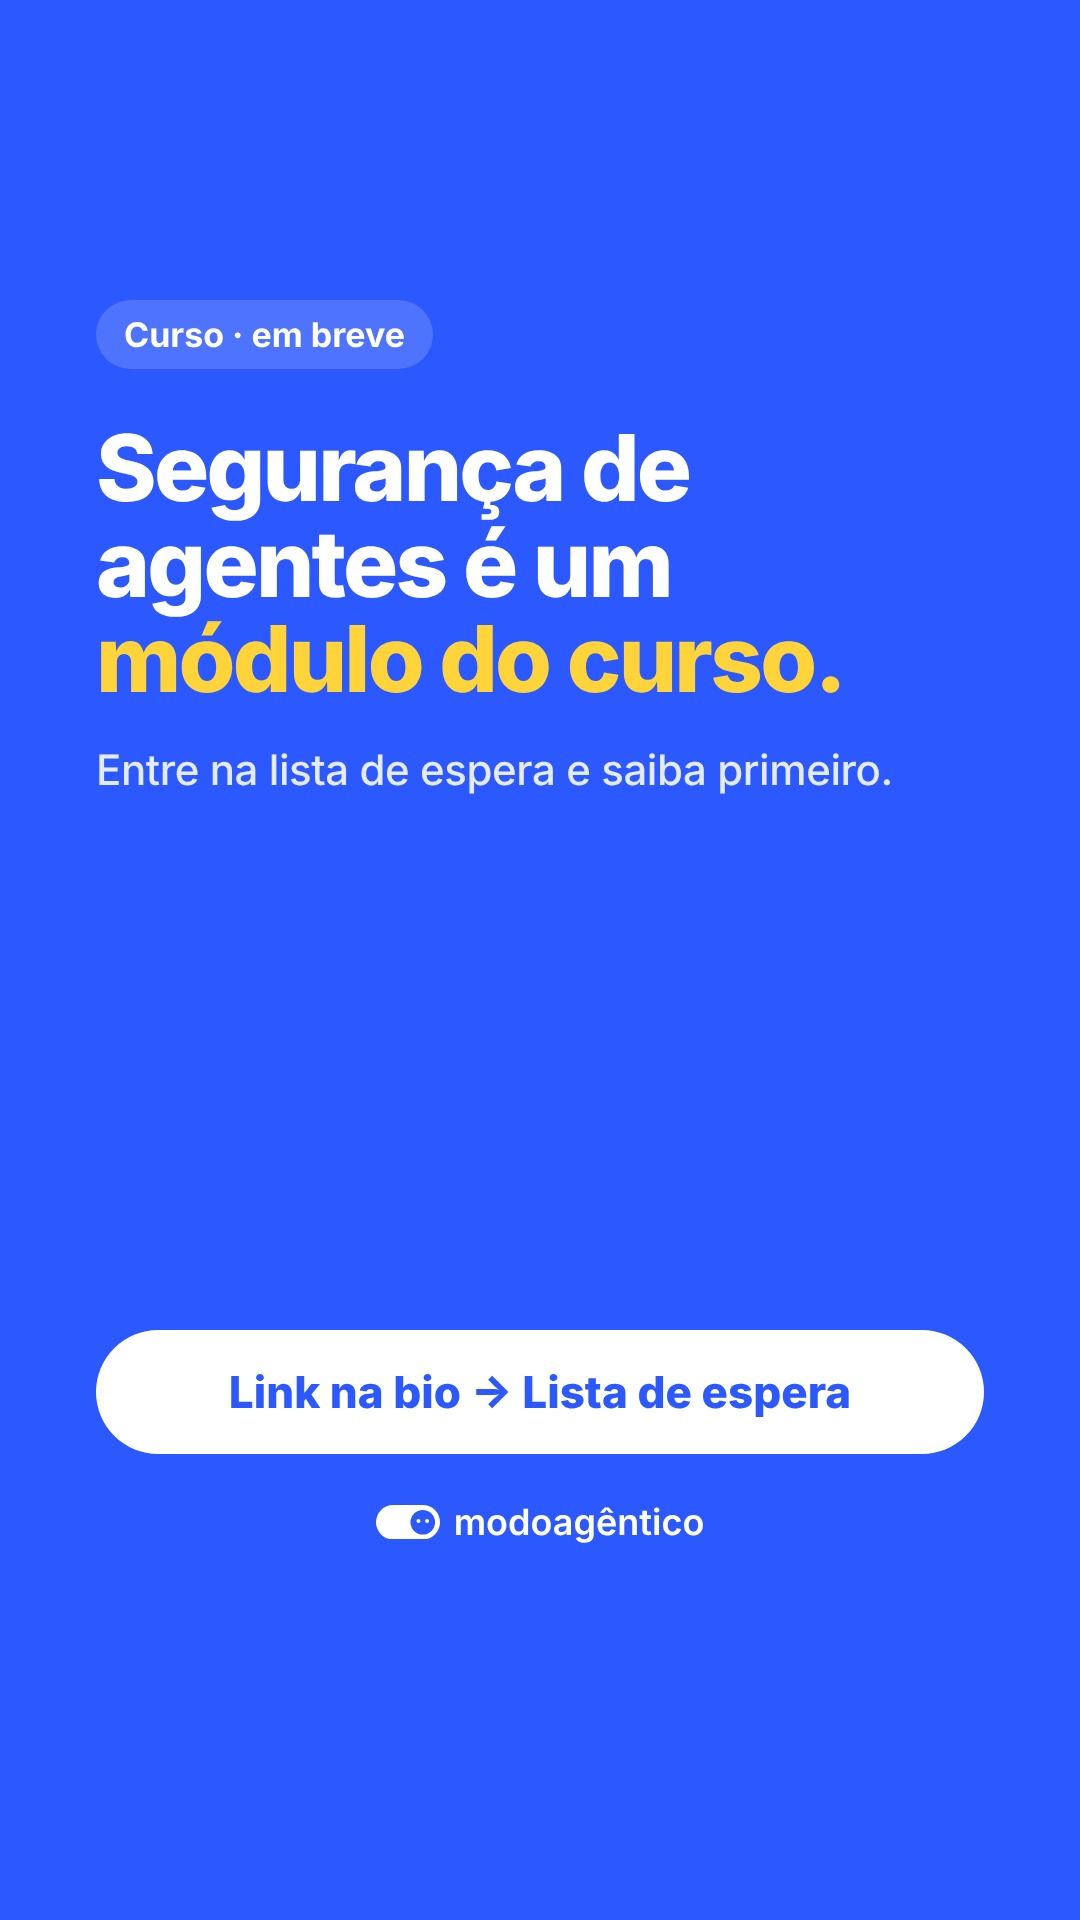 Curso · em breve
Segurança de
agentes é um
módulo do curso.
Entre na lista de espera e saiba primeiro.
Link na bio → Lista de espera
modoagêntico